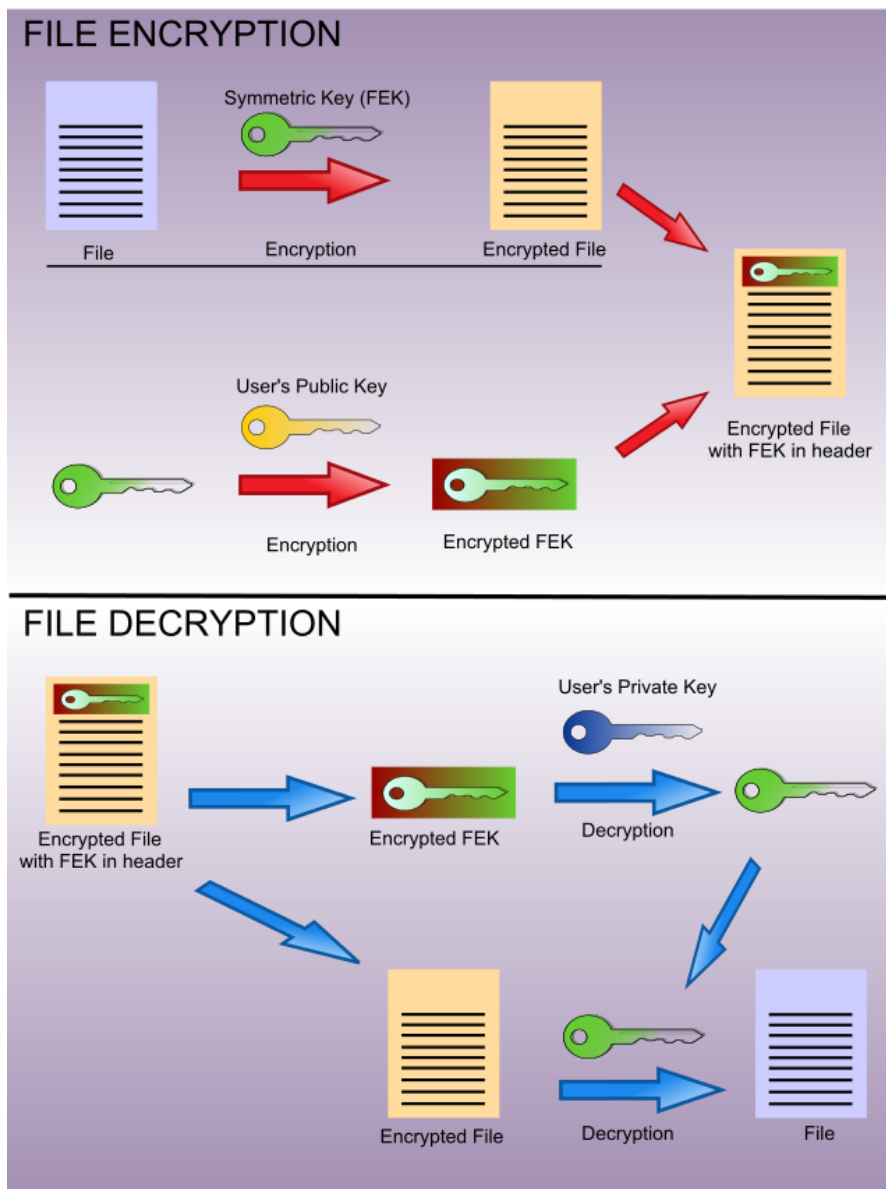 FILE ENCRYPTION
Symmetric Key (FEK)
File
Encryption
Encrypted File
User's Public Key
Encrypted File
with FEK in header
Encryption
Encrypted FEK
FILE DECRYPTION
User's Private Key
Encrypted File
with FEK in header
Encrypted FEK
Decryption
Encrypted File
Decryption
File